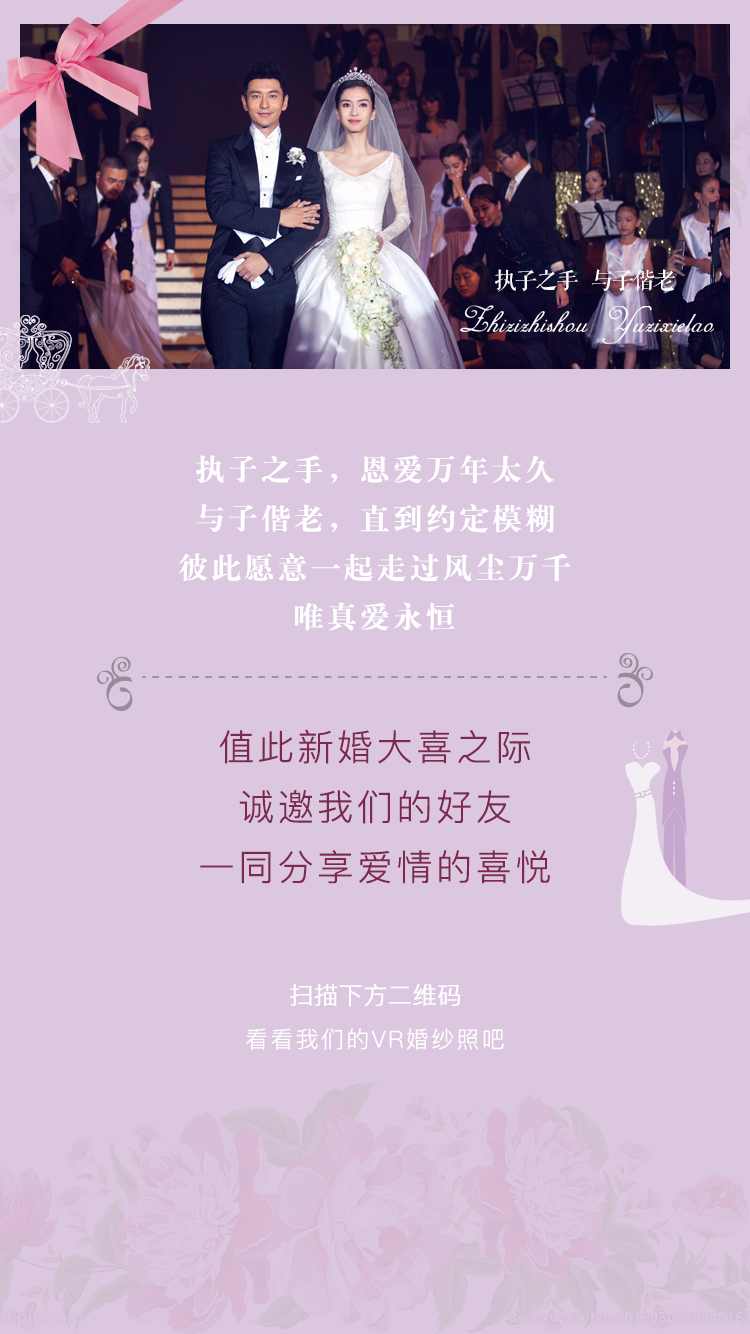 执子之手 与子偕老
Zhizizhishou Yuzixielao
执子之手，恩爱万年太久
与子偕老，直到约定模糊
彼此愿意一起走过风尘万千
唯真爱永恒
值此新婚大喜之际
诚邀我们的好友
一同分享爱情的喜悦
扫描下方二维码
看看我们的VR婚纱照吧